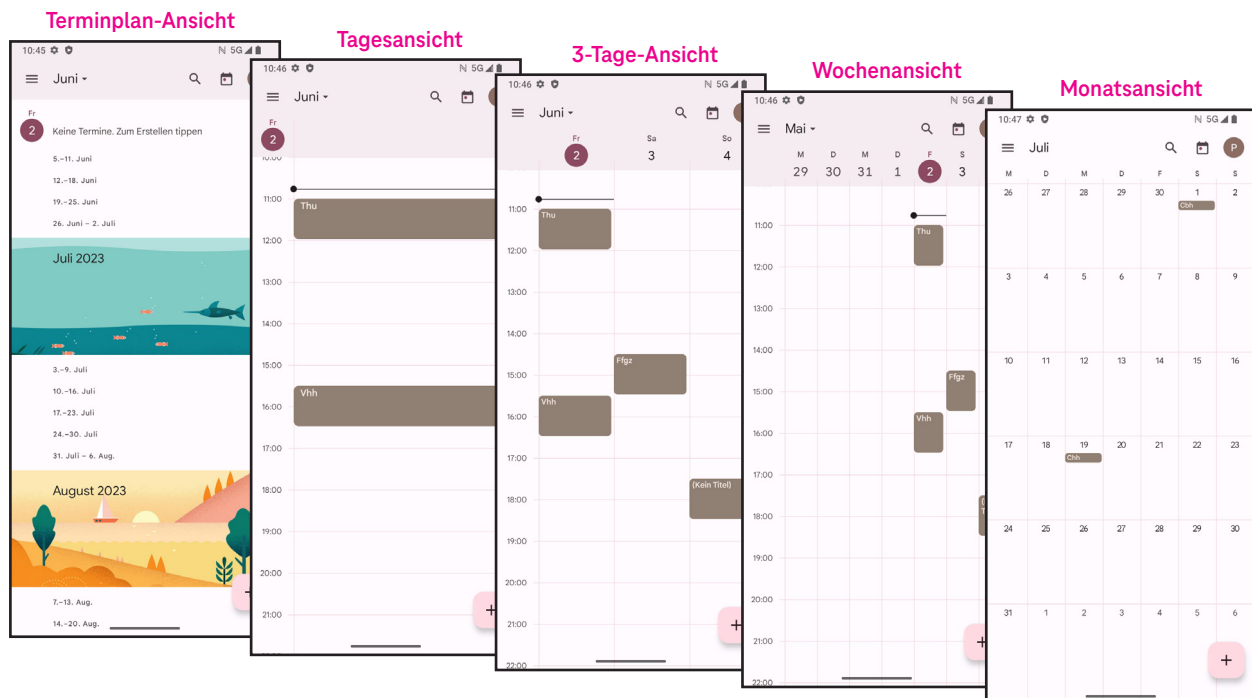 Terminplan-Ansicht
10:45 N 5G
Juni
Fr
2 Keine Termine. Zum Erstellen tippen
5.–11. Juni
12.–18. Juni
19.–25. Juni
26. Juni – 2. Juli
Juli 2023
3.–9. Juli
10.–16. Juli
17.–23. Juli
24.–30. Juli
31. Juli – 6. Aug.
August 2023
7.–13. Aug.
14.–20. Aug.
Tagesansicht
10:46 N 5G
Juni
Fr
2
10:00
11:00 Thu
12:00
13:00
14:00
15:00
Vhh
16:00
17:00
18:00
19:00
20:00
21:00
3-Tage-Ansicht
10:46 N 5G
Juni
Fr Sa So
2 3 4
11:00 Thu
12:00
13:00
14:00
Ffgz
15:00
Vhh
16:00
17:00
(Kein Titel)
18:00
19:00
20:00
21:00
22:00
Wochenansicht
10:46 N 5G
Mai
M D M D F S
29 30 31 1 2 3
11:00 Thu
12:00
13:00
14:00
Ffgz
15:00
Vhh
16:00
17:00
18:00
19:00
20:00
21:00
22:00
Monatsansicht
10:47 N 5G
Juli P
M D M D F S S
26 27 28 29 30 1 2
Cbh
3 4 5 6 7 8 9
10 11 12 13 14 15 16
17 18 19 20 21 22 23
Chh
24 25 26 27 28 29 30
31 1 2 3 4 5 6